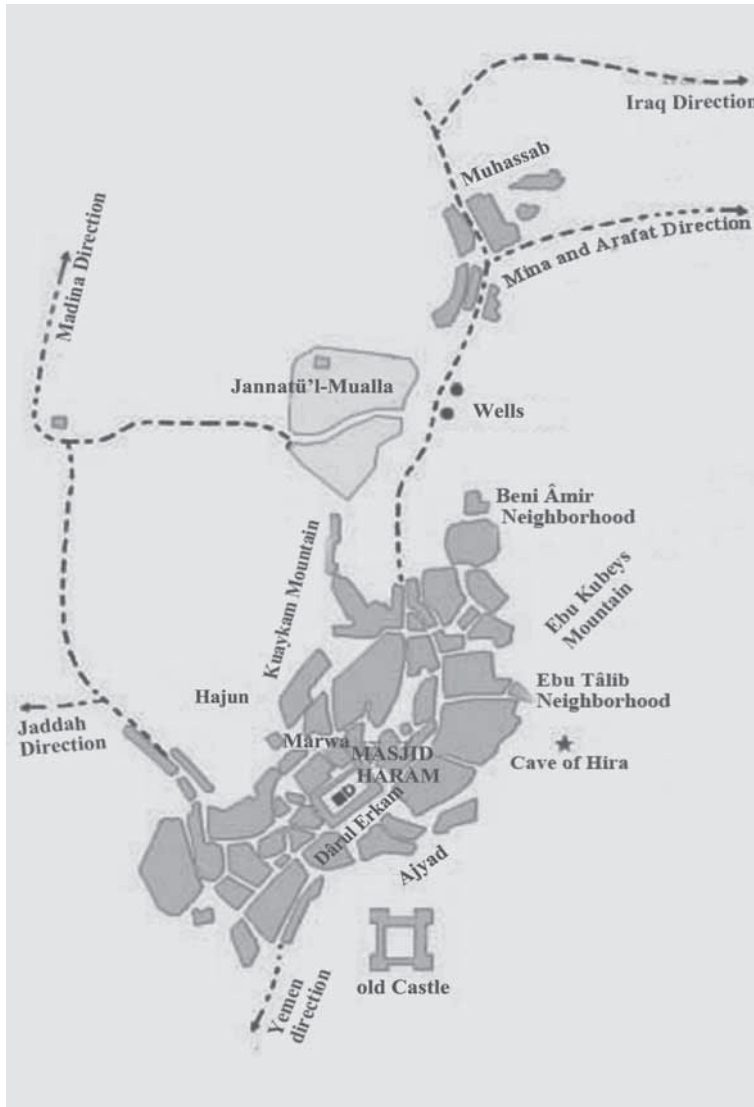 Iraq Direction
Muhassab
Mina and Arafat Direction
Madina Direction
Jannatü’l-Mualla
Wells
Beni Âmir
Neighborhood
Kuaykam Mountain
Ebu Kubeys
Mountain
Ebu Tâlib
Neighborhood
Hajun
Jaddah
Direction
Marwa
MASJID
HARAM
Cave of Hira
Dârul Erkam
Ajyad
old Castle
Yemen
direction